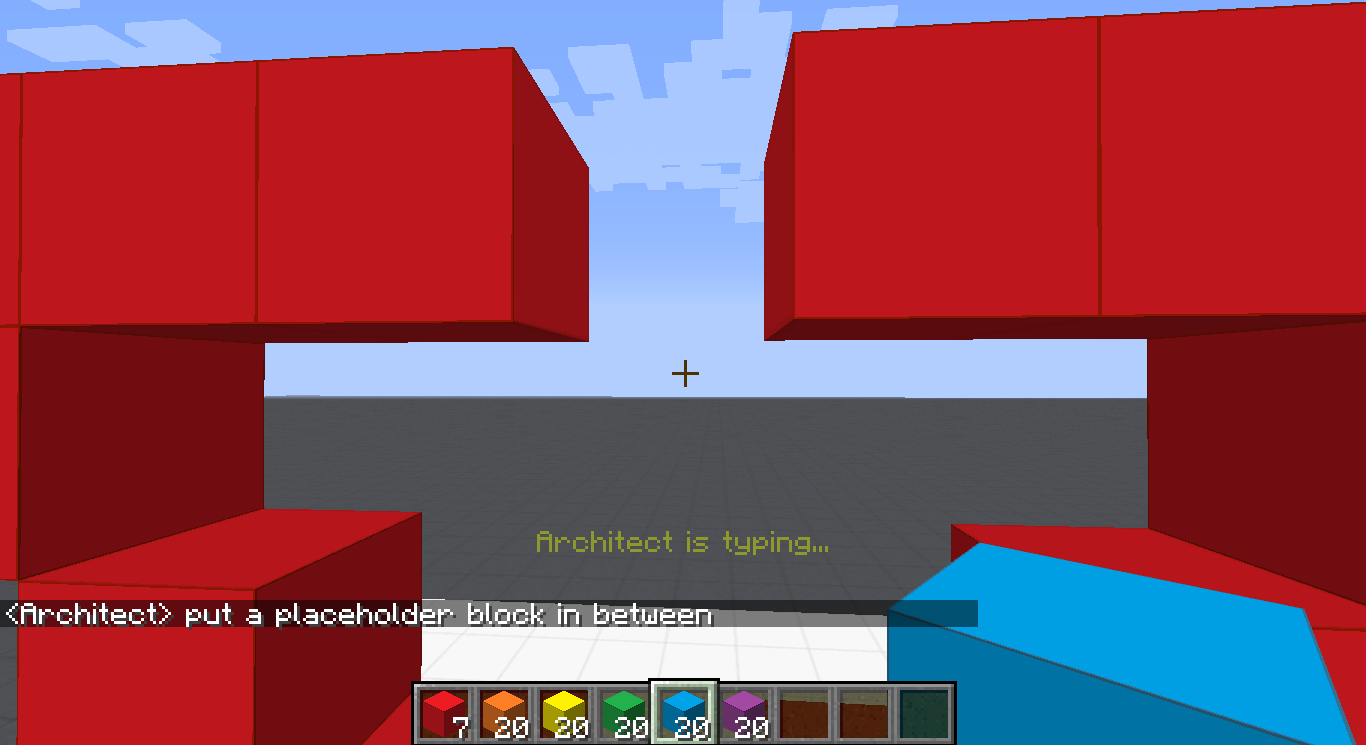 Architect is typing...
<Architect> put a placeholder block in between
7 20 20 20 20 20